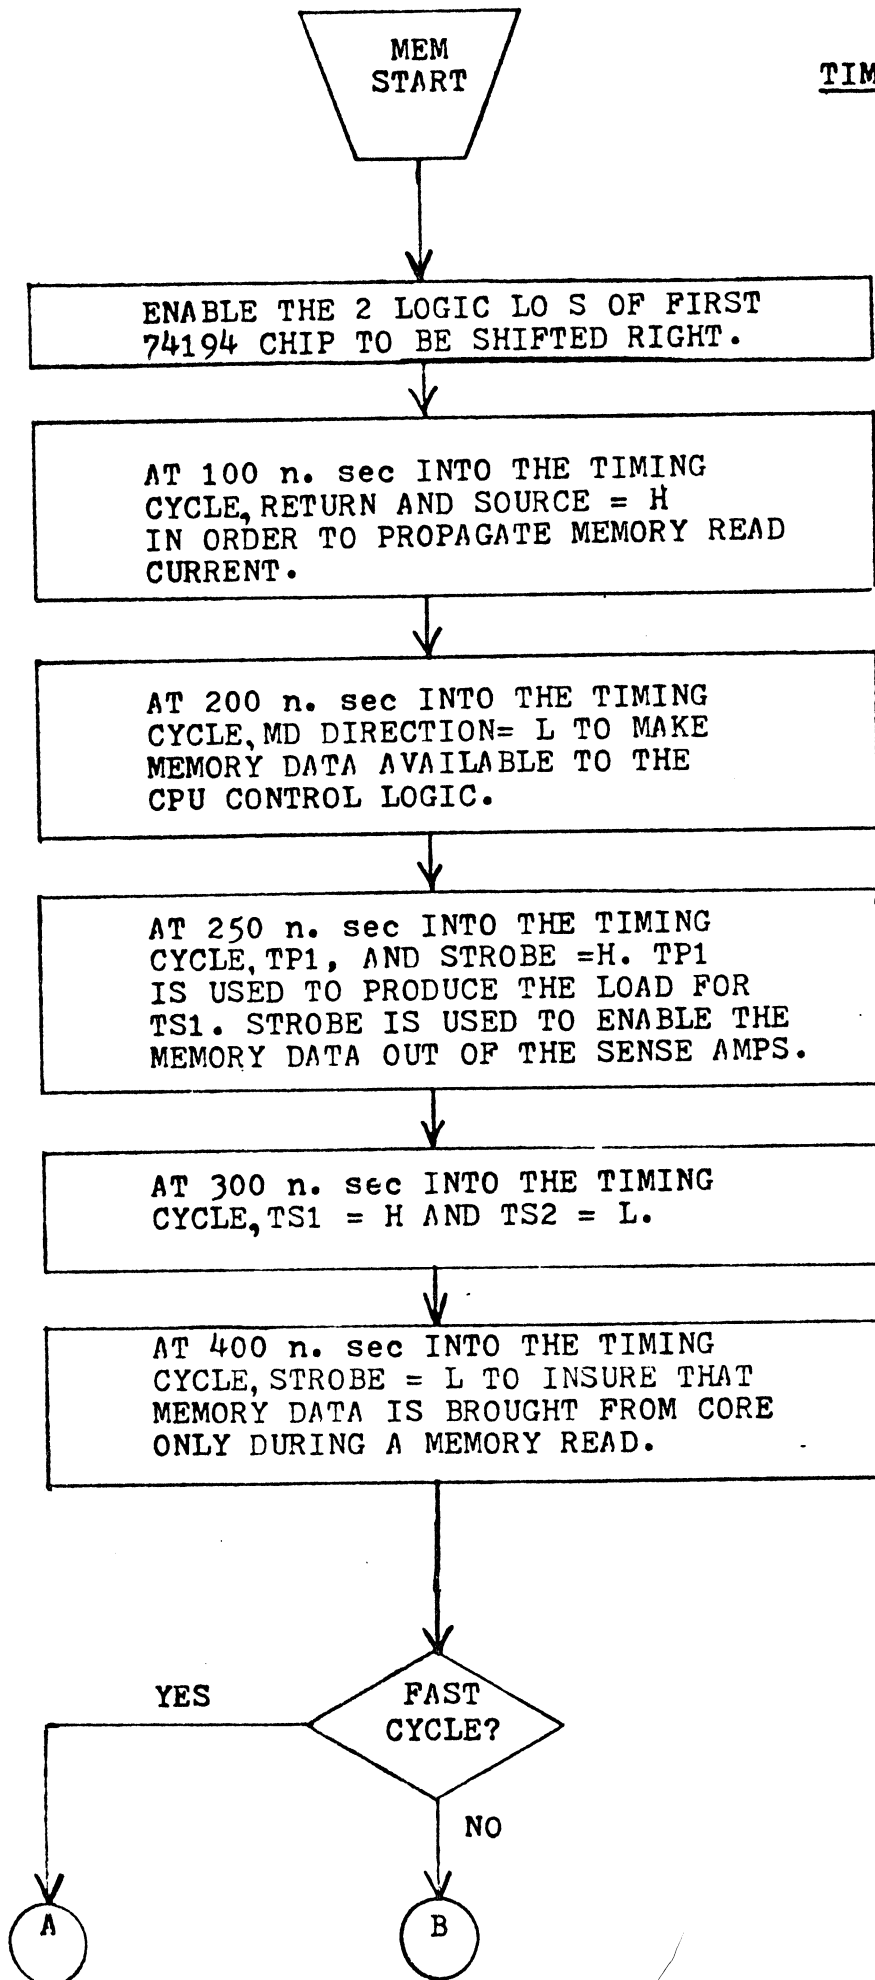 MEM
START
TIM
ENABLE THE 2 LOGIC LO S OF FIRST
74194 CHIP TO BE SHIFTED RIGHT.
AT 100 n. sec INTO THE TIMING
CYCLE, RETURN AND SOURCE = H
IN ORDER TO PROPAGATE MEMORY READ
CURRENT.
AT 200 n. sec INTO THE TIMING
CYCLE, MD DIRECTION= L TO MAKE
MEMORY DATA AVAILABLE TO THE
CPU CONTROL LOGIC.
AT 250 n. sec INTO THE TIMING
CYCLE, TP1, AND STROBE =H. TP1
IS USED TO PRODUCE THE LOAD FOR
TS1. STROBE IS USED TO ENABLE THE
MEMORY DATA OUT OF THE SENSE AMPS.
AT 300 n. sec INTO THE TIMING
CYCLE, TS1 = H AND TS2 = L.
AT 400 n. sec INTO THE TIMING
CYCLE, STROBE = L TO INSURE THAT
MEMORY DATA IS BROUGHT FROM CORE
ONLY DURING A MEMORY READ.
FAST
CYCLE?
YES
NO
A
B